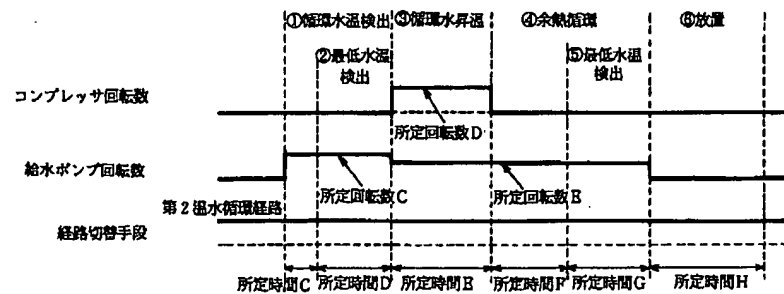 ①循環水温検出 ③循環水昇温 ④余熱循環 ⑥放置
②最低水温検出
⑤最低水温検出
コンプレッサ回転数
所定回転数D
給水ポンプ回転数
所定回転数C
所定回転数E
第2温水循環経路
経路切替手段
所定時間C 所定時間D 所定時間E 所定時間F 所定時間G 所定時間H